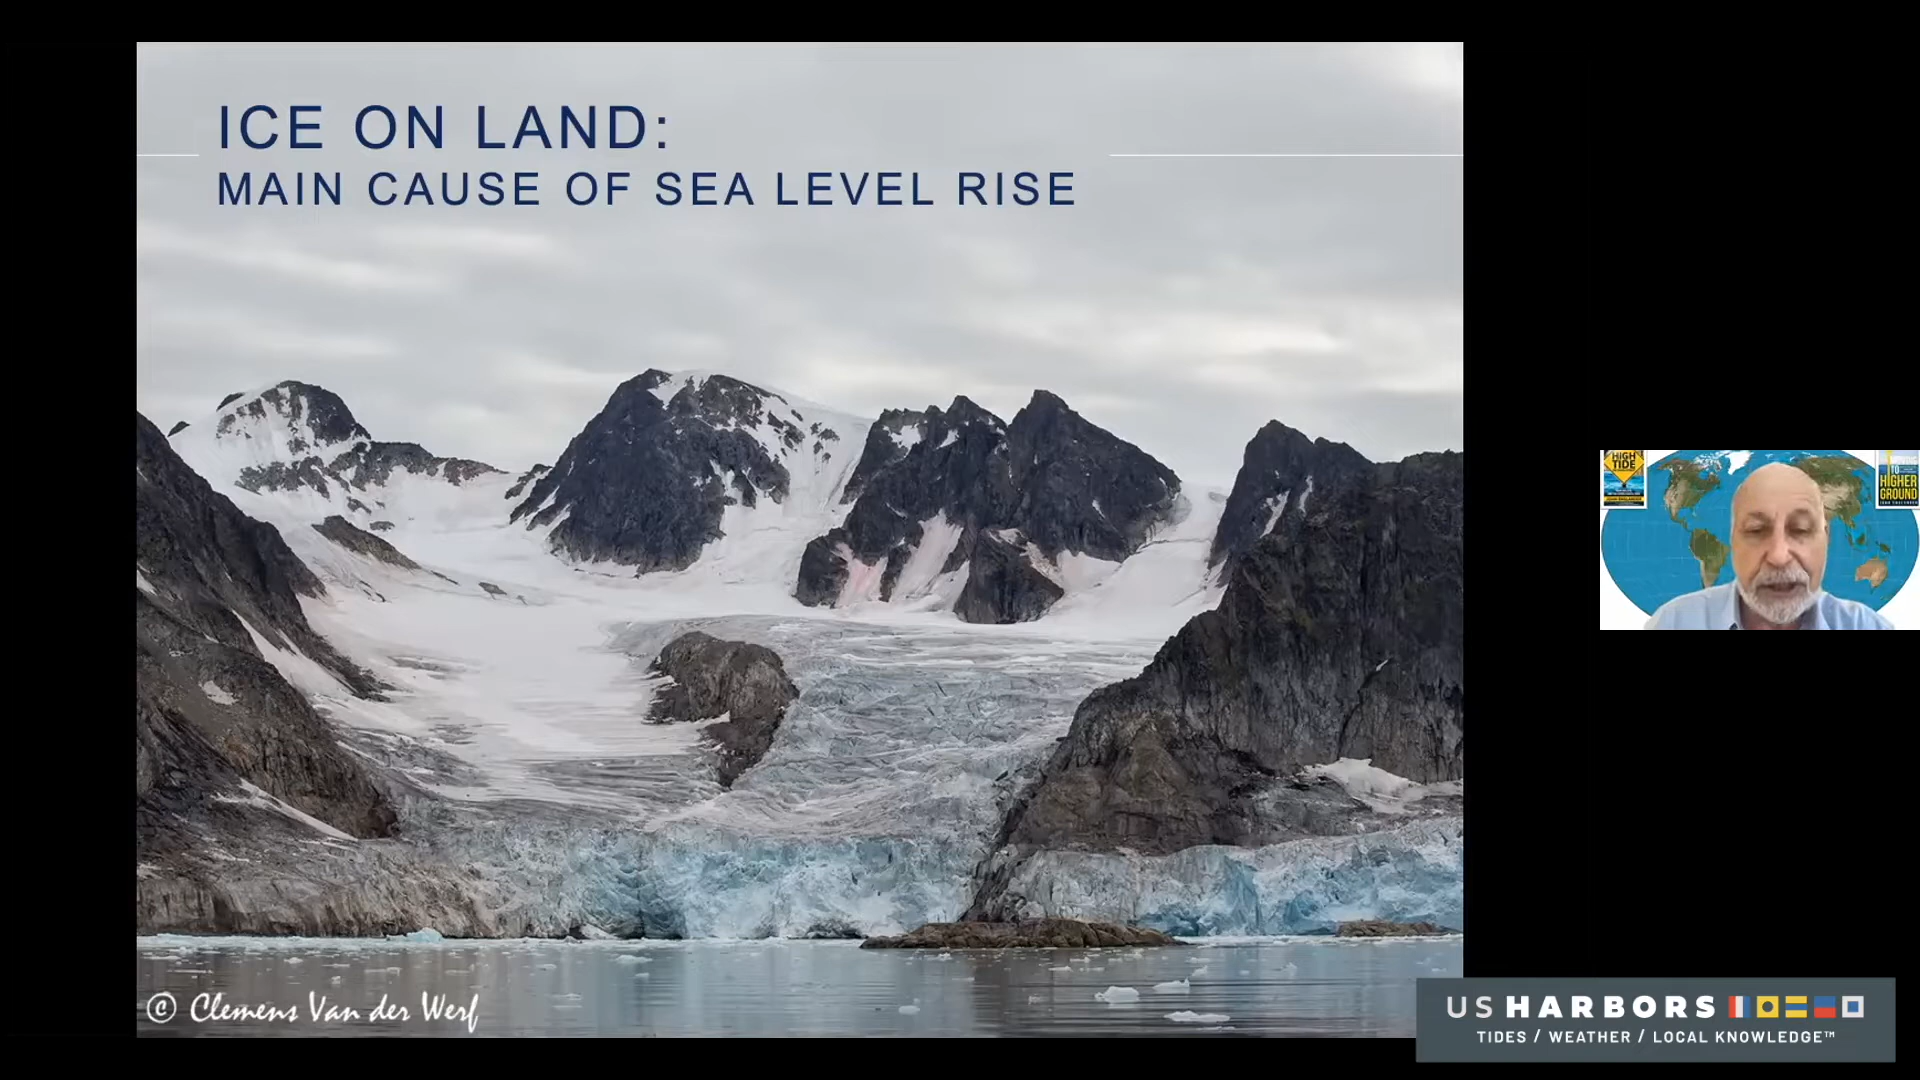 ICE ON LAND:
MAIN CAUSE OF SEA LEVEL RISE
HIGH
TIDE
TO
HIGHER
GROUND
© Clemens Van der Werf
US HARBORS
TIDES / WEATHER / LOCAL KNOWLEDGE™